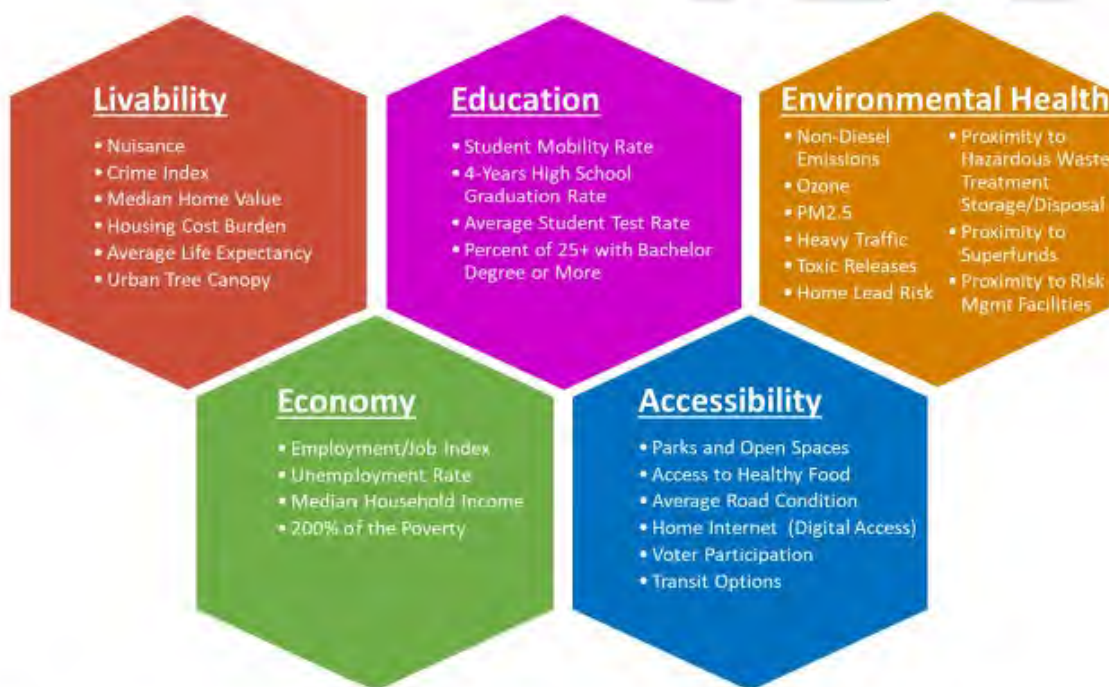 Livability
• Nuisance
• Crime Index
• Median Home Value
• Housing Cost Burden
• Average Life Expectancy
• Urban Tree Canopy
Education
• Student Mobility Rate
• 4-Years High School
Graduation Rate
• Average Student Test Rate
• Percent of 25+ with Bachelor
Degree or More
Environmental Health
• Non-Diesel
Emissions
• Ozone
• PM2.5
• Heavy Traffic
• Toxic Releases
• Home Lead Risk
• Proximity to
Hazardous Waste
Treatment
Storage/Disposal
• Proximity to
Superfunds
• Proximity to Risk
Mgmt Facilities
Economy
• Employment/Job Index
• Unemployment Rate
• Median Household Income
• 200% of the Poverty
Accessibility
• Parks and Open Spaces
• Access to Healthy Food
• Average Road Condition
• Home Internet (Digital Access)
• Voter Participation
• Transit Options